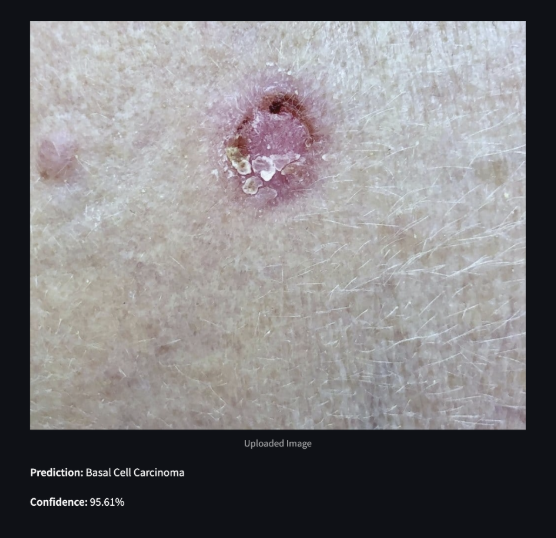 Uploaded Image
Prediction: Basal Cell Carcinoma
Confidence: 95.61%